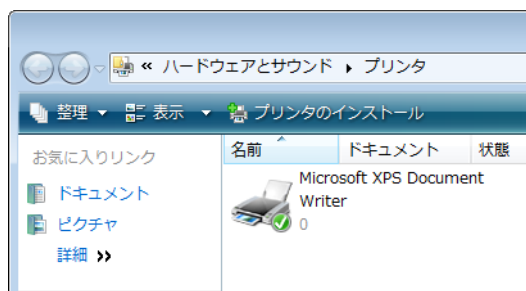 « ハードウェアとサウンド ▸ プリンタ
整理 ▼ 表示 ▼ プリンタのインストール
お気に入りリンク
ドキュメント
ピクチャ
詳細 »
名前 ドキュメント 状態
Microsoft XPS Document
Writer
0